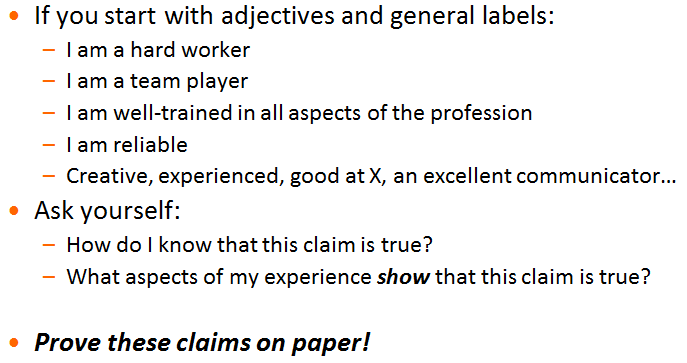 • If you start with adjectives and general labels:
– I am a hard worker
– I am a team player
– I am well-trained in all aspects of the profession
– I am reliable
– Creative, experienced, good at X, an excellent communicator…
• Ask yourself:
– How do I know that this claim is true?
– What aspects of my experience show that this claim is true?
• Prove these claims on paper!